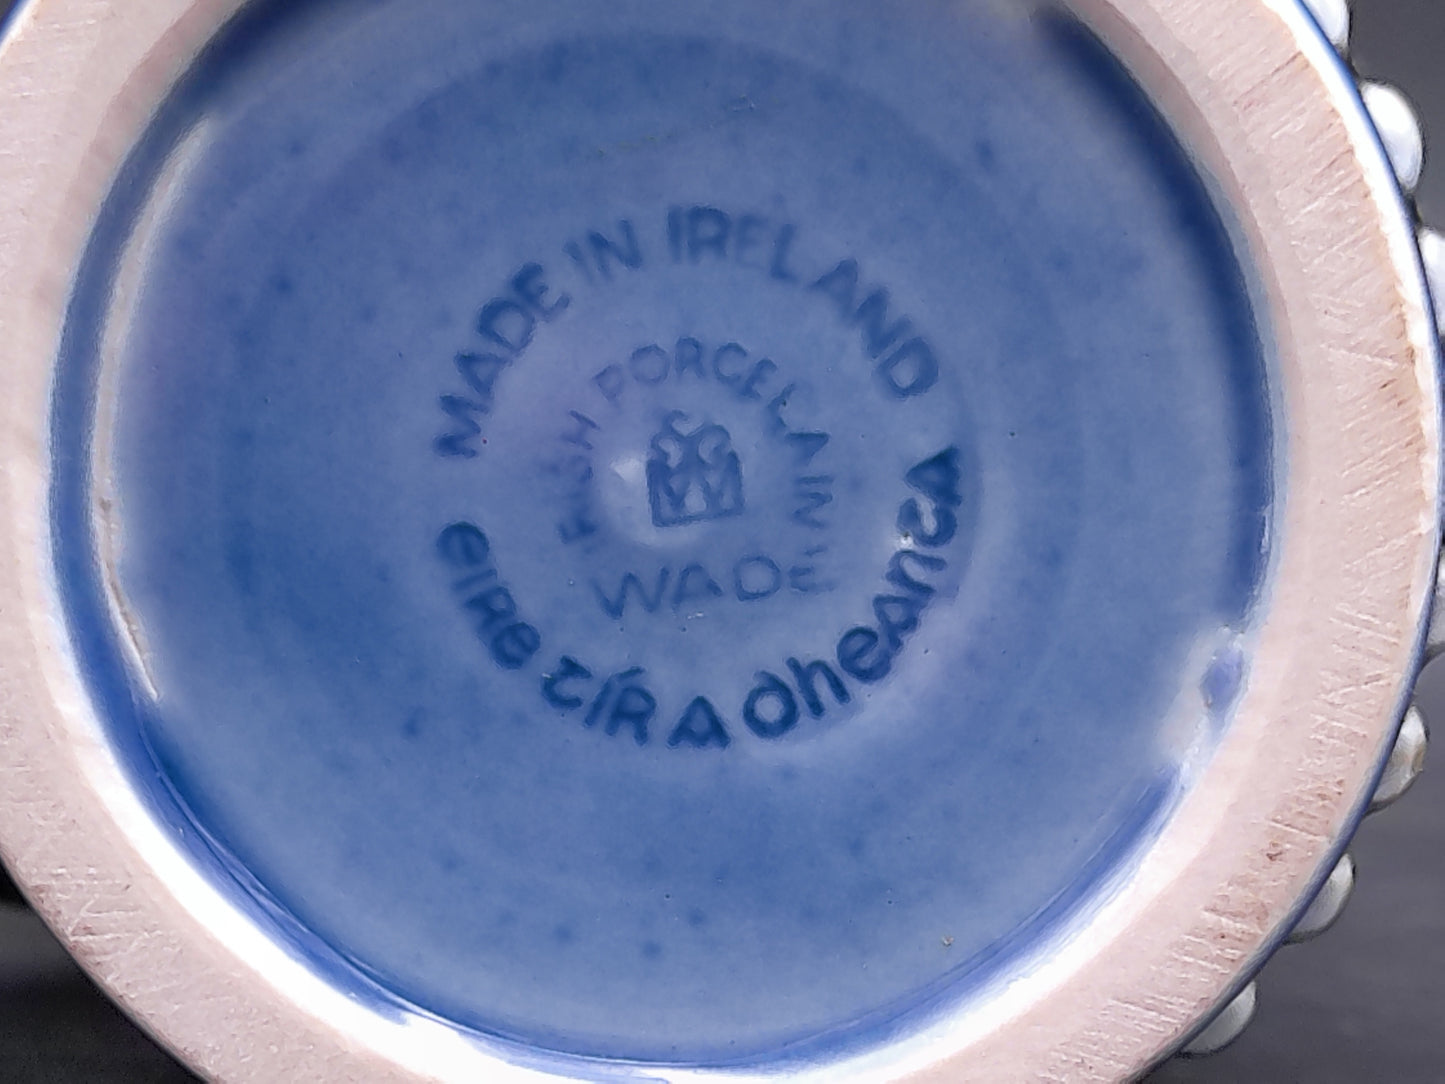 MADE IN IRELAND
IRISH PORCELAIN
WADE
eiRe tíR A dheanta